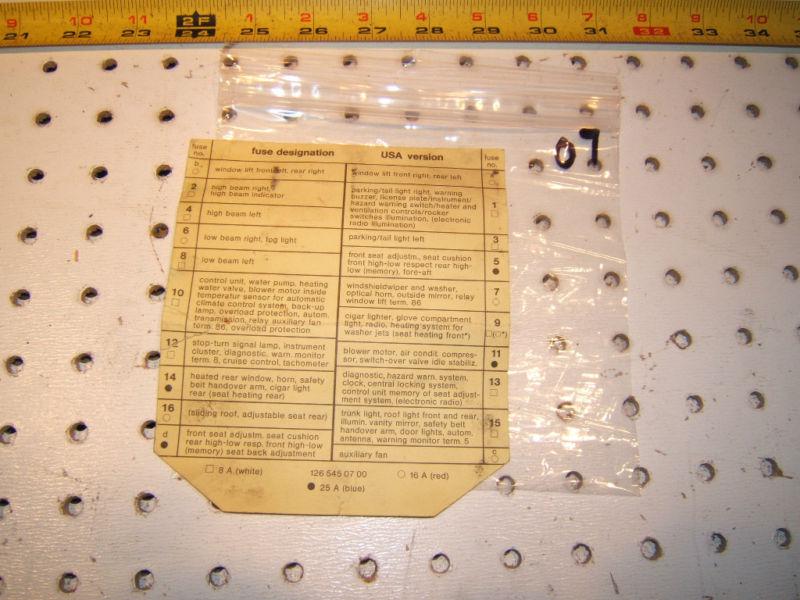 9 10 11 2F 1 2 3 4 5 6 7 8 9 10
21 22 23 24 25 26 27 28 29 30 31 32 33 34
07
fuse no. fuse designation USA version fuse no.
b window lift front left, rear right
window lift front right, rear left
2 high beam right,
high beam indicator
parking/tail light right, warning
buzzer, license plate/instrument/
hazard warning switch/heater and
ventilation controls/rocker
switches illumination, (electronic
radio illumination)
1
4 high beam left
6 low beam right, fog light
parking/tail light left 3
8 low beam left
front seat adjustm., seat cushion
front high-low respect rear high-
low (memory), fore-aft
5
10 control unit, water pump, heating
water valve, blower motor inside
temperatur sensor for automatic
climate control system, back-up
lamp, overload protection, autom.
transmission, relay auxiliary fan
term. 86, overload protection
windshieldwiper and washer,
optical horn, outside mirror, relay
window lift term. 86
7
cigar lighter, glove compartment
light, radio, heating system for
washer jets (seat heating front*)
9
(*)
12 stop-turn signal lamp, instrument
cluster, diagnostic, warn. monitor
term. 8, cruise control, tachometer
blower motor, air condit. compres-
sor, switch-over valve idle stabiliz.
11
14 heated rear window, horn, safety
belt handover arm, cigar light
rear (seat heating rear)
diagnostic, hazard warn. system,
clock, central locking system,
control unit memory of seat adjust-
ment system, (electronic radio)
13
16 (sliding roof, adjustable seat rear)
trunk light, roof light front and rear,
illumin. vanity mirror, safety belt
handover arm, door lights, autom.
antenna, warning monitor term. 5
15
d front seat adjustm. seat cushion
rear high-low resp. front high-low
(memory) seat back adjustment
auxiliary fan c
8 A (white) 126 545 07 00 16 A (red)
25 A (blue)